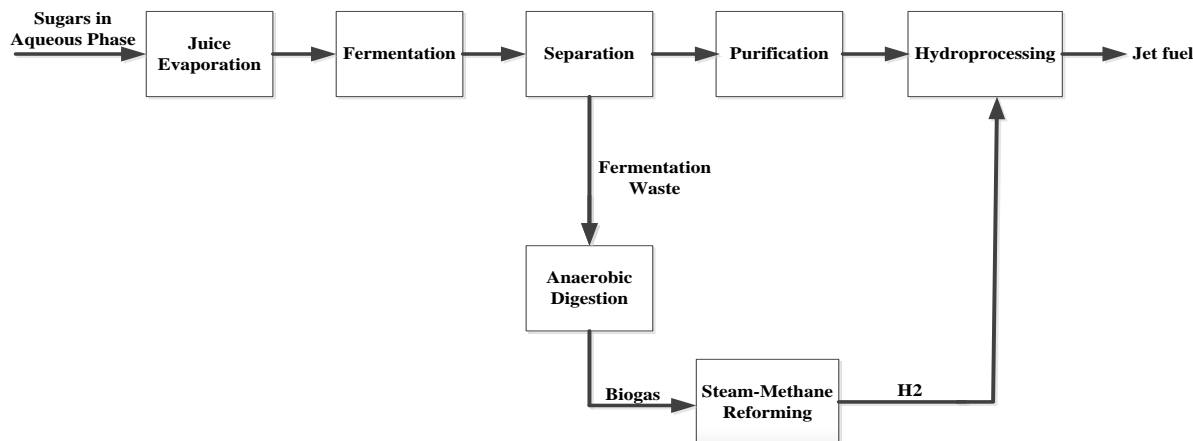 Sugars in
Aqueous Phase
Juice
Evaporation
Fermentation
Separation
Purification
Hydroprocessing
Jet fuel
Fermentation
Waste
Anaerobic
Digestion
Biogas
Steam-Methane
Reforming
H2